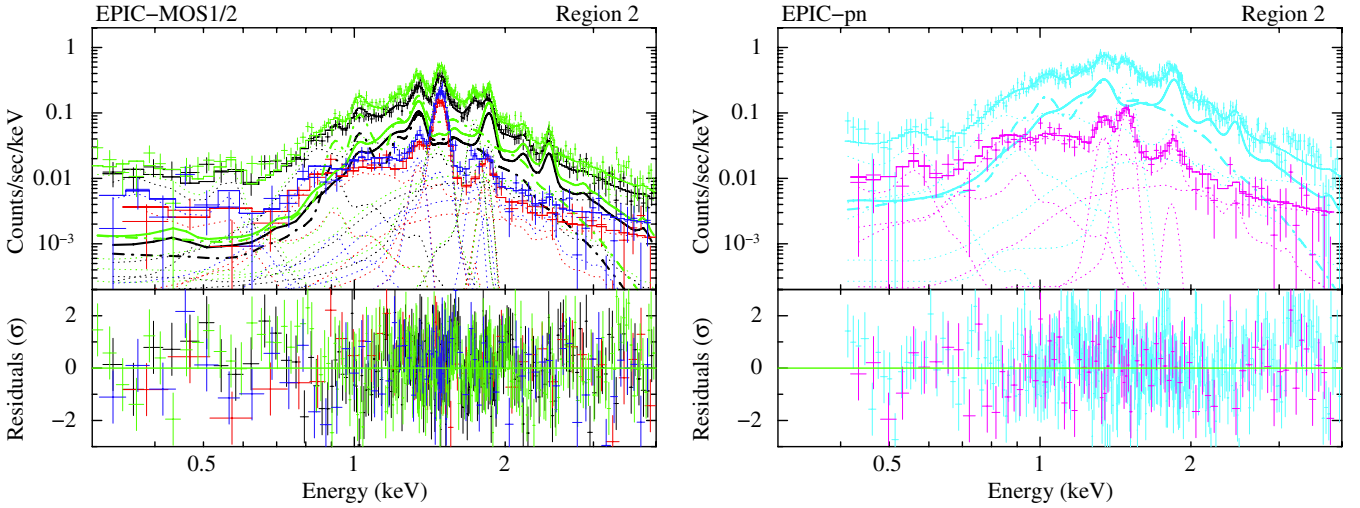 EPIC−MOS1/2 Region 2
Counts/sec/keV
1
0.1
0.01
10−3
Residuals (σ)
2
0
−2
0.5 1 2
Energy (keV)
EPIC−pn Region 2
Counts/sec/keV
1
0.1
0.01
10−3
Residuals (σ)
2
0
−2
0.5 1 2
Energy (keV)